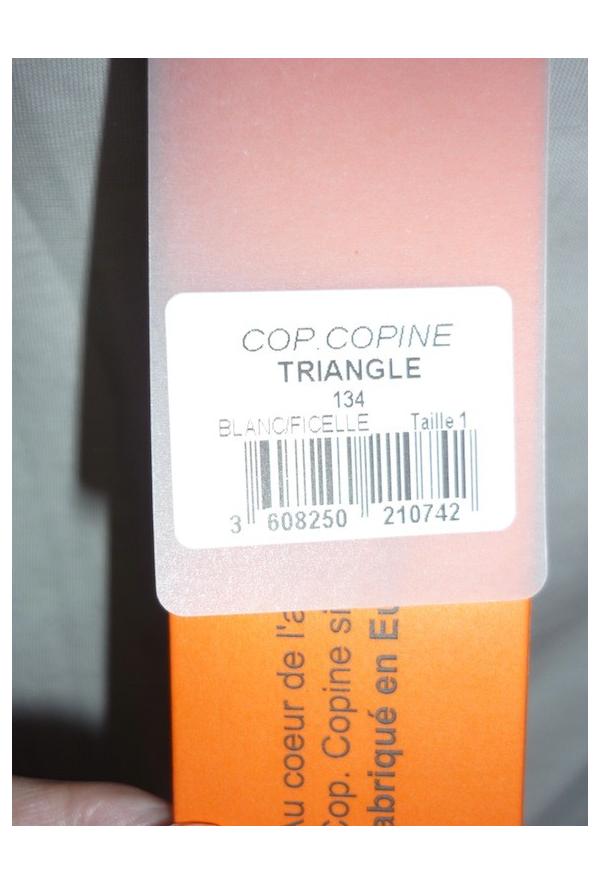 COP.COPINE
TRIANGLE
134
BLANC/FICELLE Taille 1
3 608250 210742
Au coeur de l'a
Cop. Copine si
abriqué en Eu